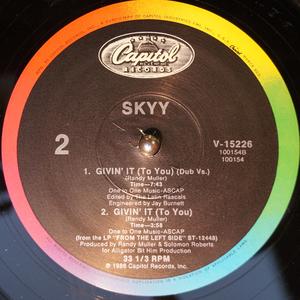 Capitol
RECORDS
SKYY
2
V-15226
100154B
100154
1. GIVIN' IT (To You) (Dub Vs.)
(Randy Muller)
Time-7:43
One to One Music-ASCAP
Edited by The Latin Rascals
Engineered by Jay Burnett
2. GIVIN' IT (To You)
(Randy Muller)
Time-3:58
One to One Music-ASCAP
(from the LP "FROM THE LEFT SIDE" ST-12448)
Produced by Randy Muller & Solomon Roberts
for Alligator Bit Him Production
33 1/3 RPM
© 1986 Capitol Records, Inc.